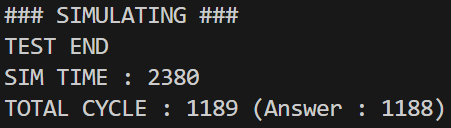 ### SIMULATING ###
TEST END
SIM TIME : 2380
TOTAL CYCLE : 1189 (Answer : 1188)